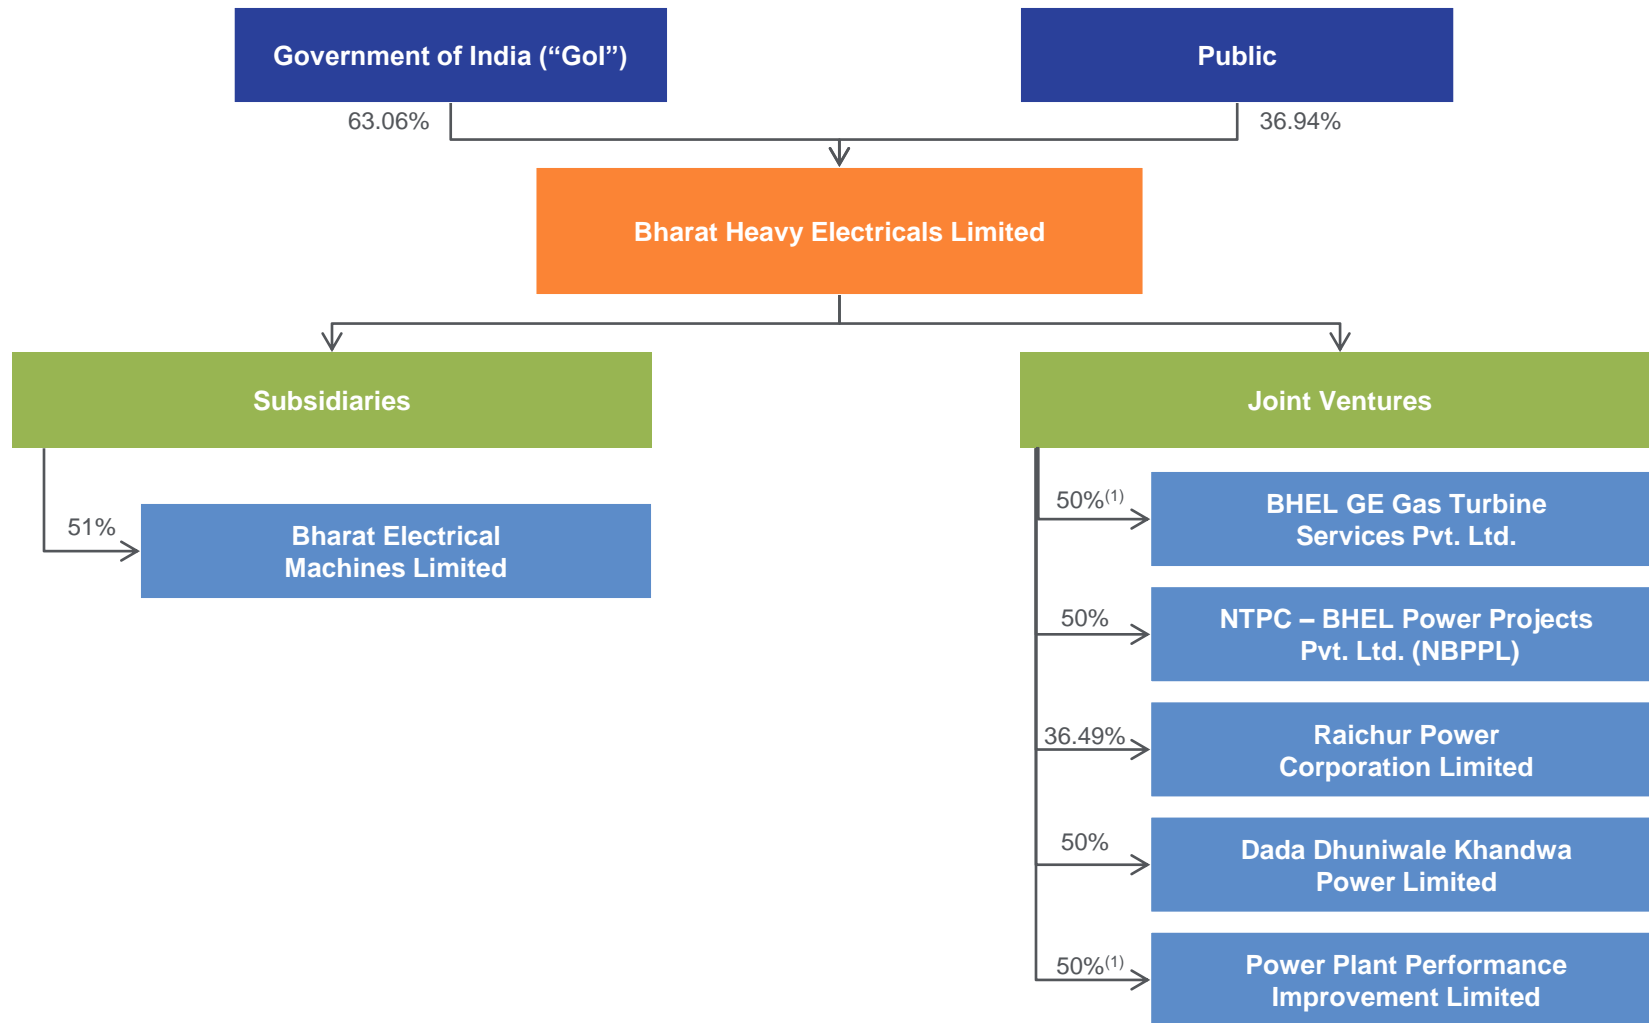 Government of India (“GoI”)
Public
63.06%
36.94%
Bharat Heavy Electricals Limited
Subsidiaries
Joint Ventures
51%
Bharat Electrical
Machines Limited
50%(1)
BHEL GE Gas Turbine
Services Pvt. Ltd.
50%
NTPC – BHEL Power Projects
Pvt. Ltd. (NBPPL)
36.49%
Raichur Power
Corporation Limited
50%
Dada Dhuniwale Khandwa
Power Limited
50%(1)
Power Plant Performance
Improvement Limited